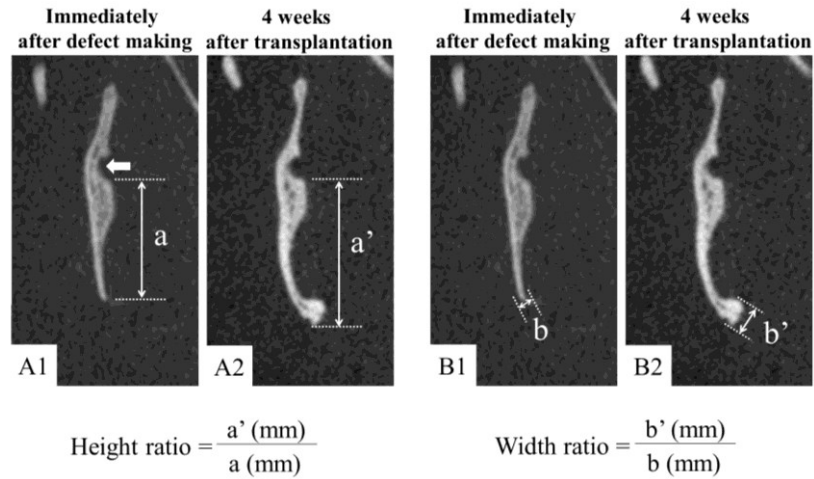 Immediately
after defect making
4 weeks
after transplantation
Immediately
after defect making
4 weeks
after transplantation
a
a’
b
b’
A1
A2
B1
B2
Height ratio = a’ (mm)
a (mm)
Width ratio = b’ (mm)
b (mm)